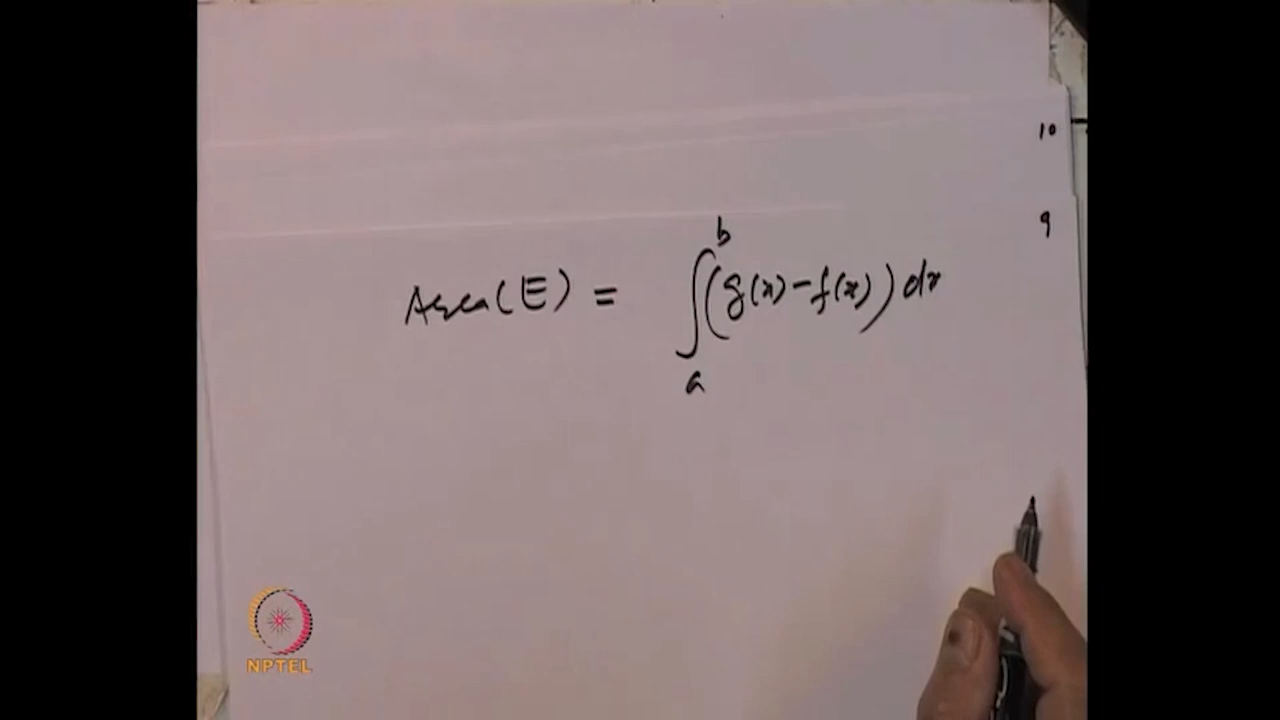 10
9
Area(E) = ∫_a^b (g(x)-f(x)) dx
NPTEL